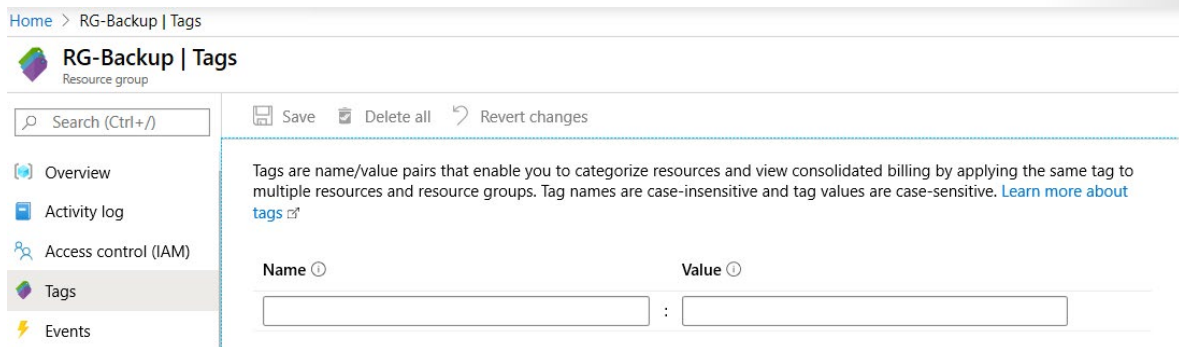 Home > RG-Backup | Tags
RG-Backup | Tags
Resource group
Search (Ctrl+/)
Save Delete all Revert changes
Overview
Activity log
Access control (IAM)
Tags
Events
Tags are name/value pairs that enable you to categorize resources and view consolidated billing by applying the same tag to
multiple resources and resource groups. Tag names are case-insensitive and tag values are case-sensitive. Learn more about
tags
Name Value
: